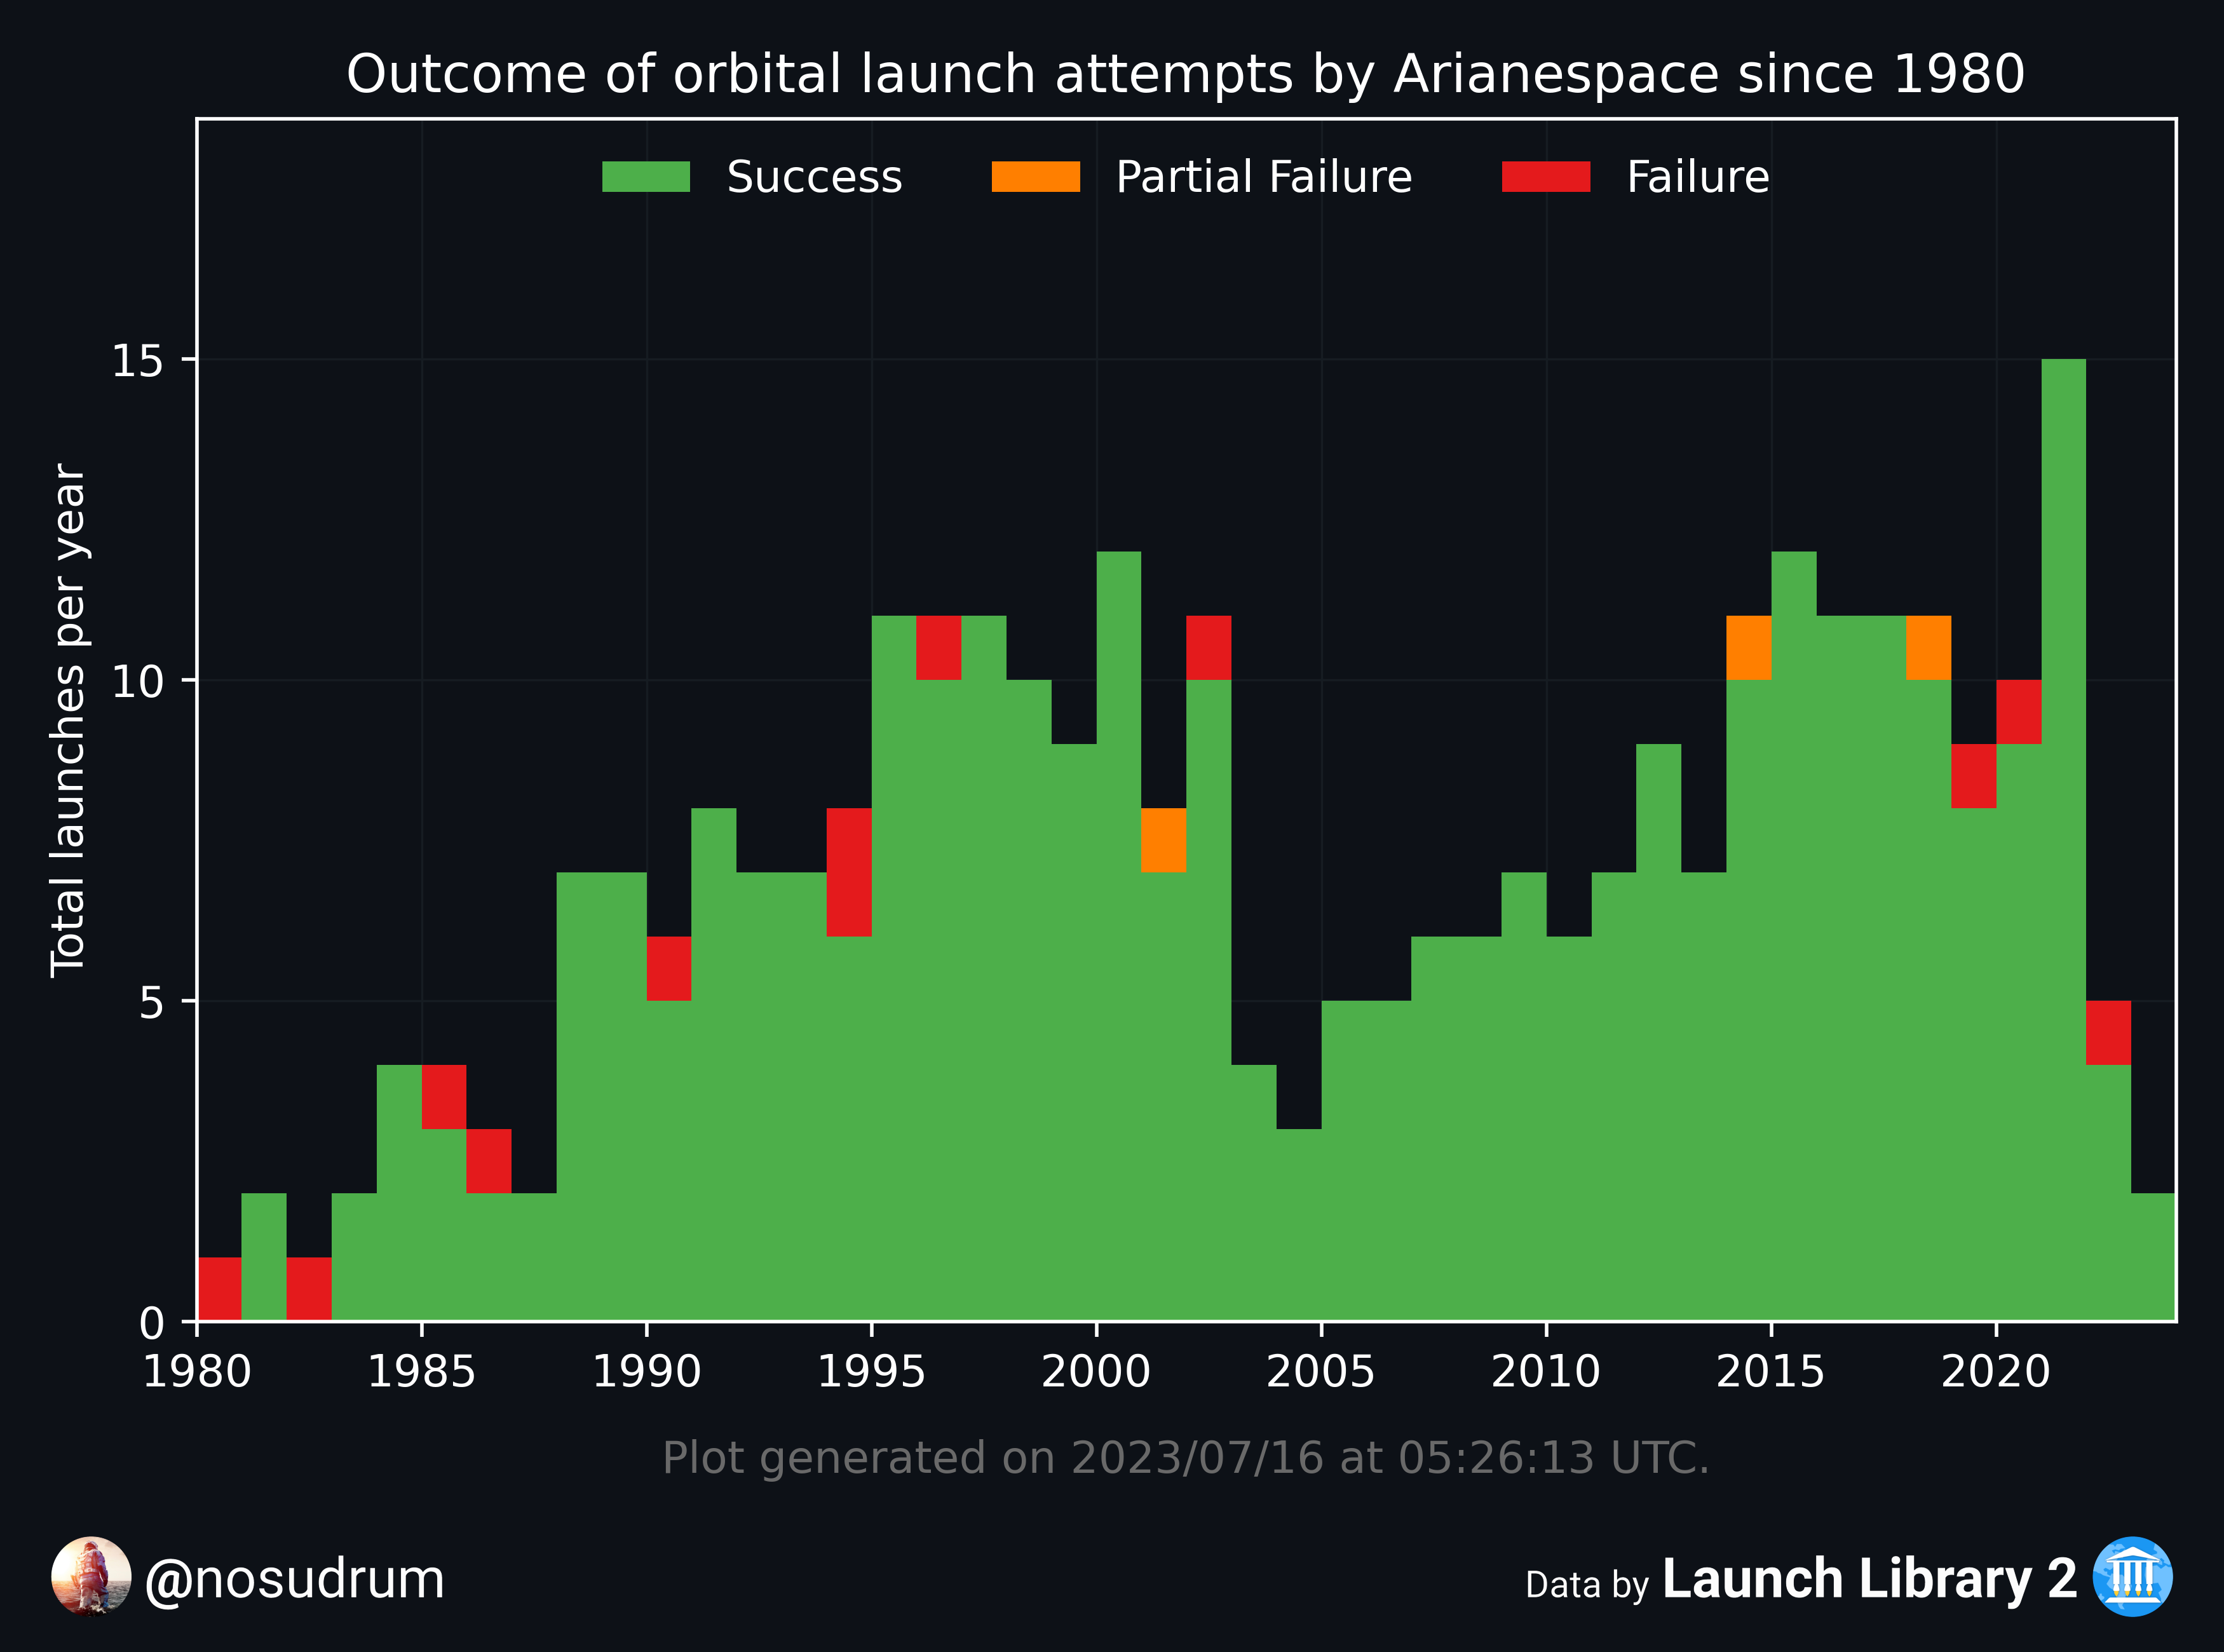 Outcome of orbital launch attempts by Arianespace since 1980
Success Partial Failure Failure
Total launches per year
15
10
5
0
1980 1985 1990 1995 2000 2005 2010 2015 2020
Plot generated on 2023/07/16 at 05:26:13 UTC.
@nosudrum
Data by Launch Library 2